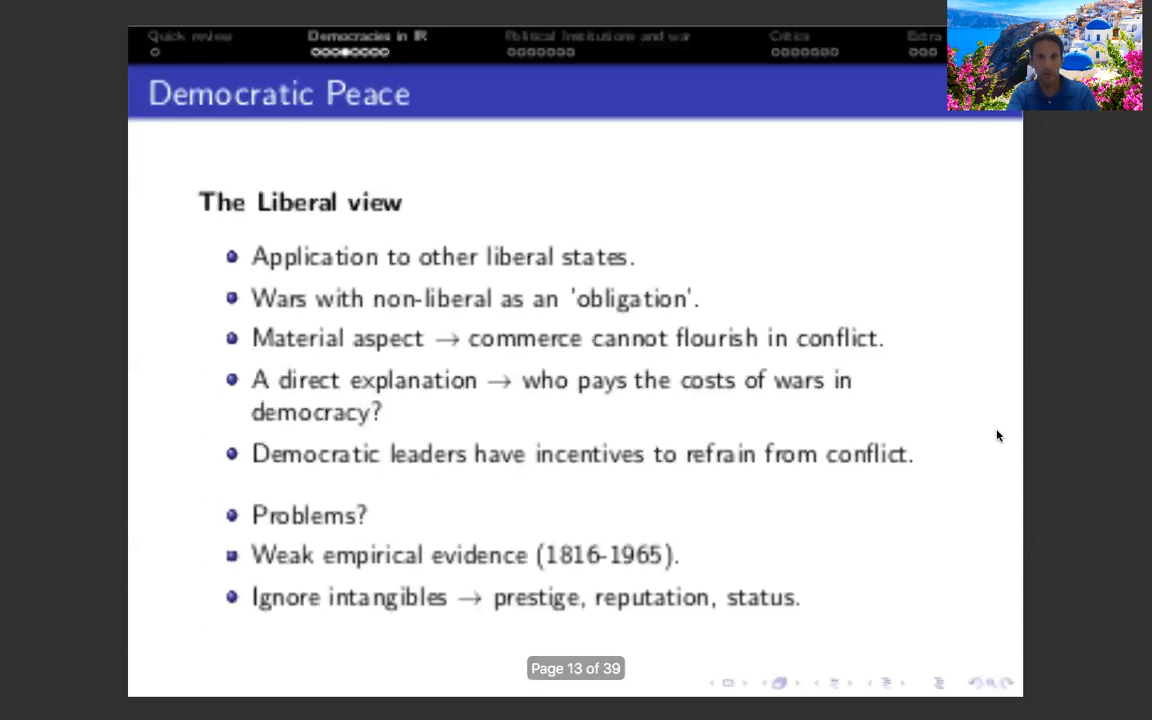 Quick review Democracies in IR Political Institutions and war Critics Extra
Democratic Peace
The Liberal view
Application to other liberal states.
Wars with non-liberal as an 'obligation'.
Material aspect → commerce cannot flourish in conflict.
A direct explanation → who pays the costs of wars in
democracy?
Democratic leaders have incentives to refrain from conflict.
Problems?
Weak empirical evidence (1816-1965).
Ignore intangibles → prestige, reputation, status.
Page 13 of 39